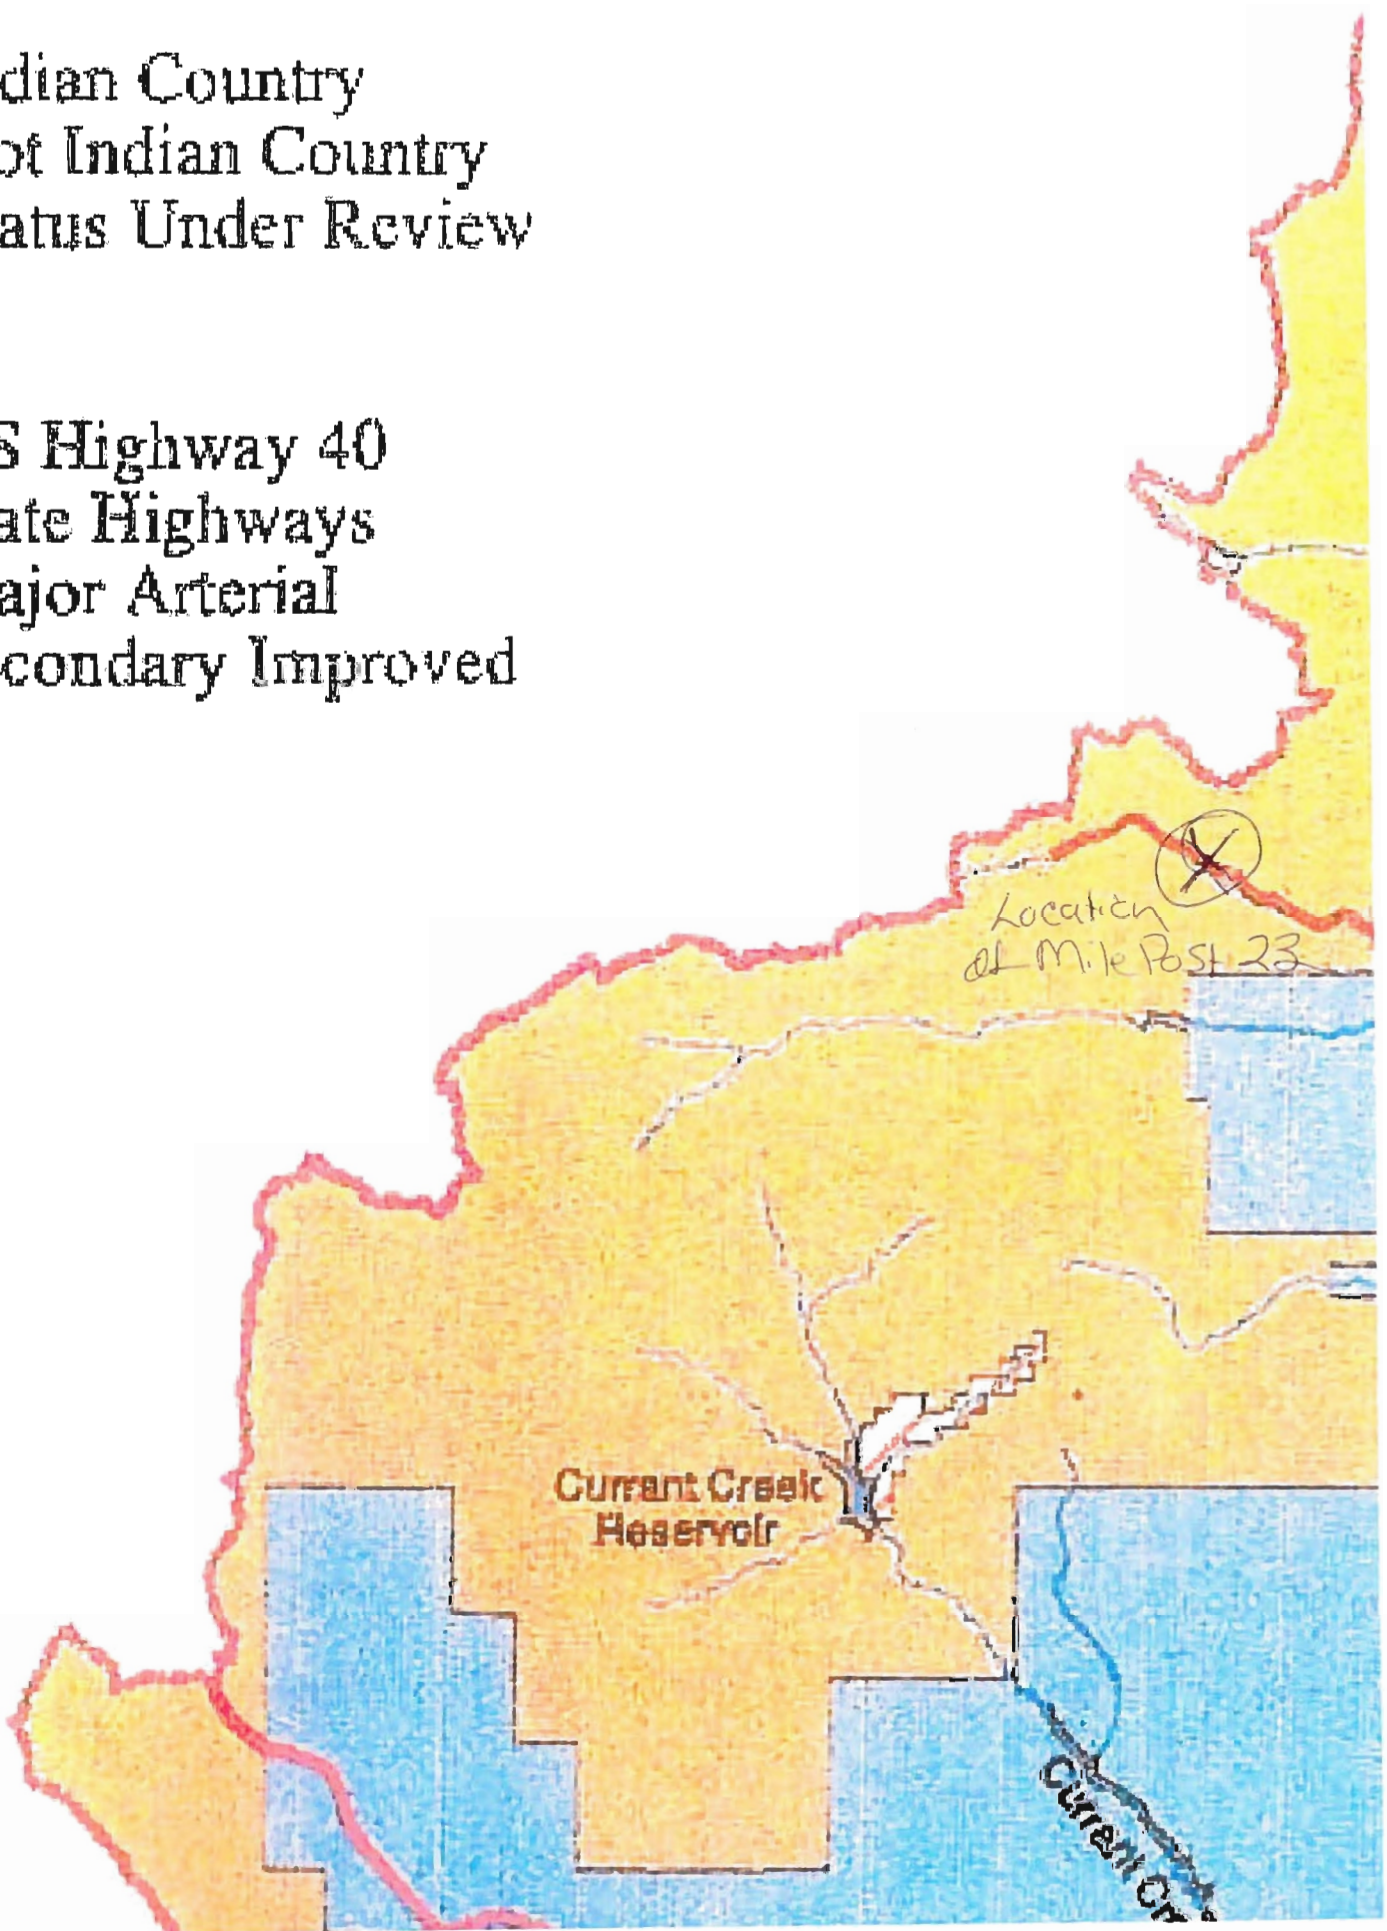 dian Country
ot Indian Country
atus Under Review
S Highway 40
ate Highways
ajor Arterial
condary Improved
Location
of Mile Post 23
Currant Creek
Reservoir
Currant Cr